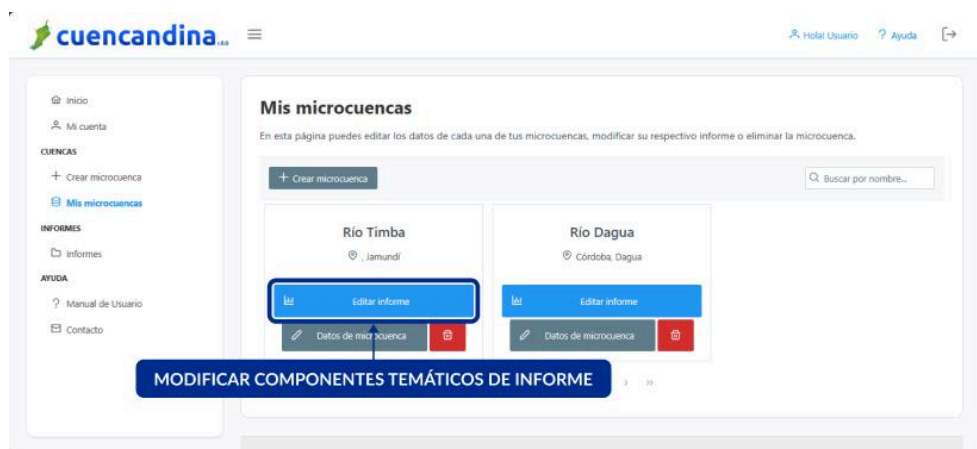 cuencandina v2.0
Hola! Usuario
? Ayuda
Inicio
Mi cuenta
CUENCAS
+ Crear microcuenca
Mis microcuencas
INFORMES
Informes
AYUDA
? Manual de Usuario
Contacto
Mis microcuencas
En esta página puedes editar los datos de cada una de tus microcuencas, modificar su respectivo informe o eliminar la microcuenca.
+ Crear microcuenca
Buscar por nombre...
Río Timba
, Jamundí
Editar informe
Datos de microcuenca
Río Dagua
Córdoba, Dagua
Editar informe
Datos de microcuenca
MODIFICAR COMPONENTES TEMÁTICOS DE INFORME
› »